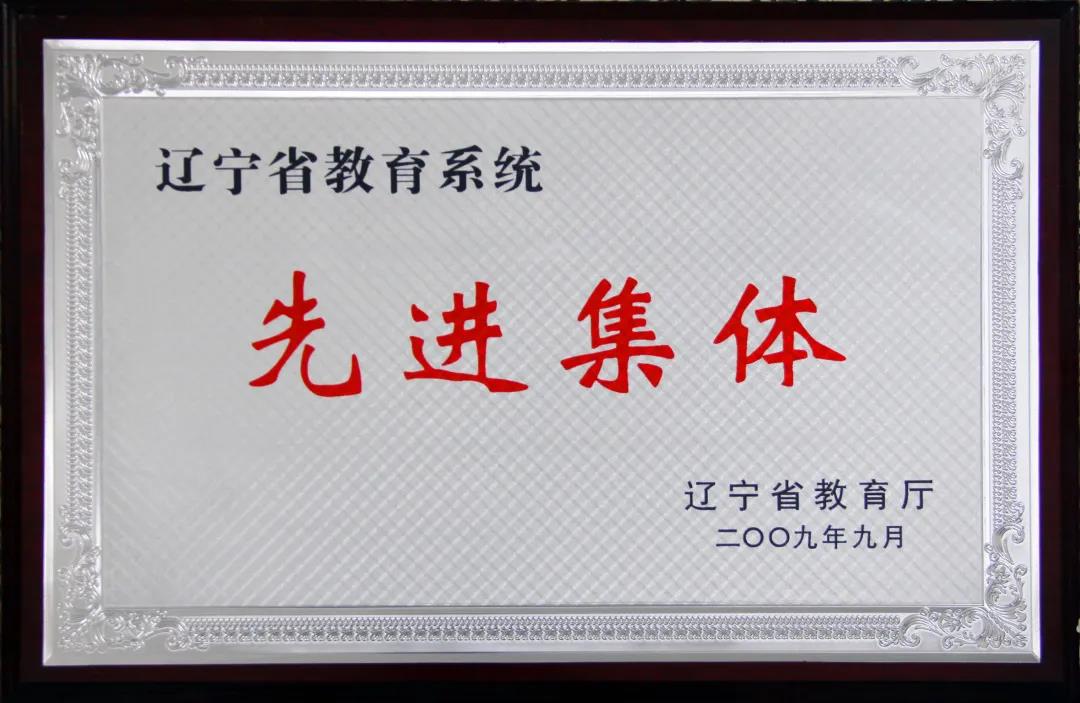 辽宁省教育系统
先进集体
辽宁省教育厅
二〇〇九年九月